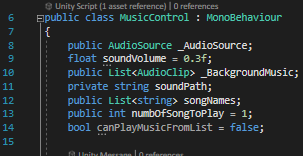 Unity Script (1 asset reference) | 0 references
6 public class MusicControl : MonoBehaviour
7 {
8 public AudioSource _AudioSource;
9 float soundVolume = 0.3f;
10 public List<AudioClip> _BackgroundMusic;
11 private string soundPath;
12 public List<string> songNames;
13 public int numbOfSongToPlay = 1;
14 bool canPlayMusicFromList = false;
15
Unity Message | 0 references